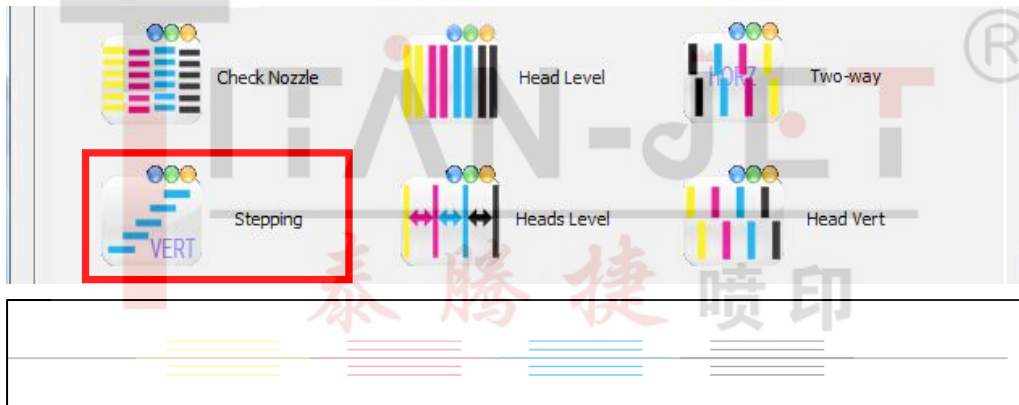 Check Nozzle
Head Level
HORZ
Two-way
TiTAN-JET®
VERT
Stepping
Heads Level
Head Vert
泰腾捷喷印